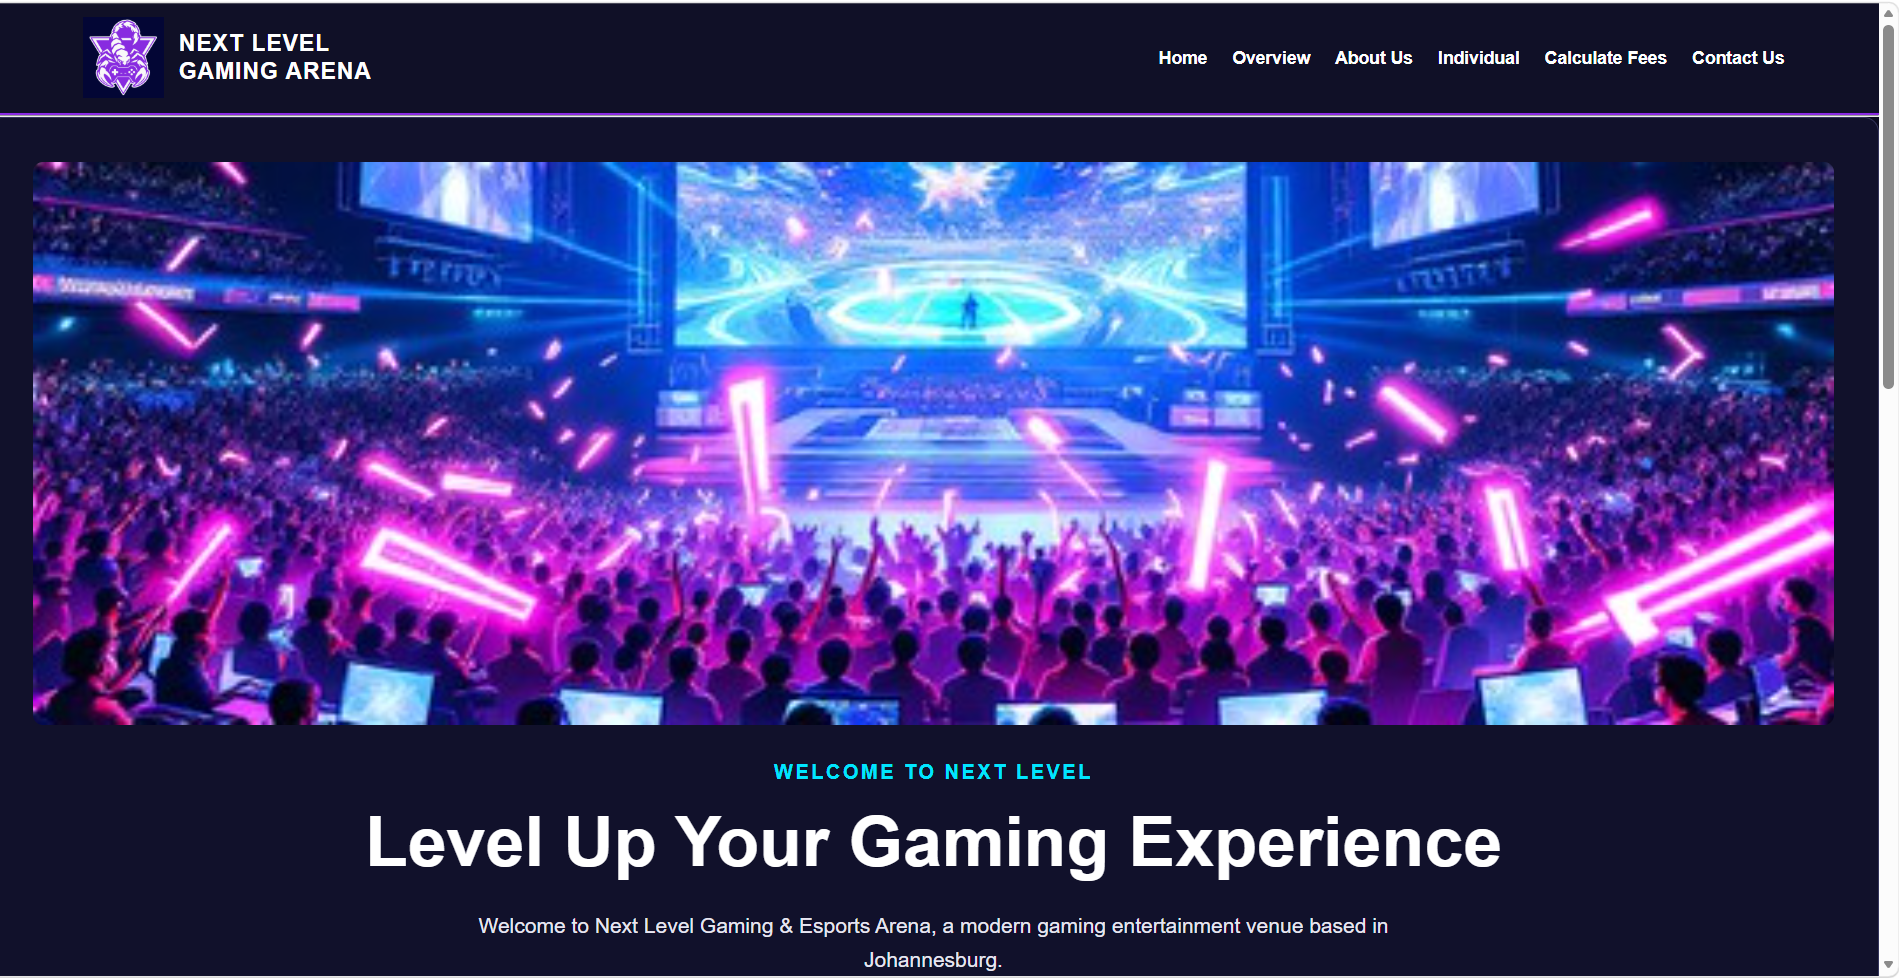 NEXT LEVEL
GAMING ARENA
Home Overview About Us Individual Calculate Fees Contact Us
WELCOME TO NEXT LEVEL
Level Up Your Gaming Experience
Welcome to Next Level Gaming & Esports Arena, a modern gaming entertainment venue based in
Johannesburg.